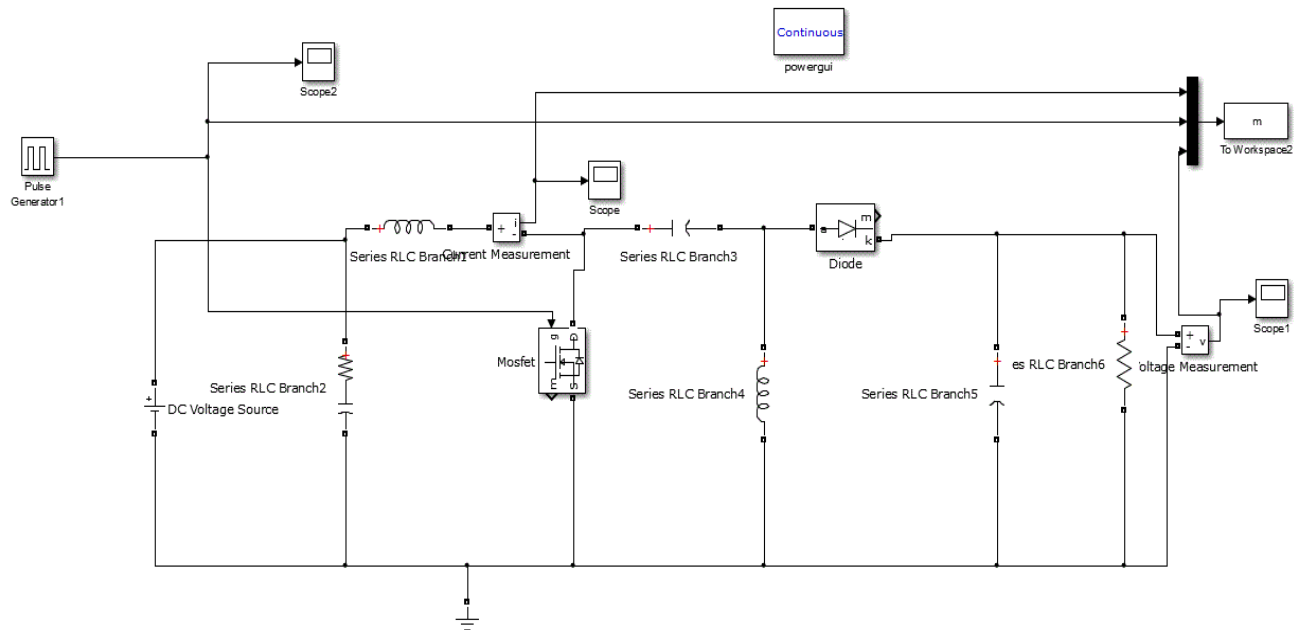 Continuous
powergui
Scope2
m
To Workspace2
Pulse
Generator1
Scope
i
+
-
Series RLC Branch1
Current Measurement
Series RLC Branch3
m
a
k
Diode
Scope1
g
D
Mosfet
m
S
+
-
v
es RLC Branch6
oltage Measurement
Series RLC Branch2
+
DC Voltage Source
Series RLC Branch4
Series RLC Branch5